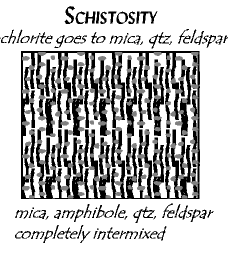 SCHISTOSITY
chlorite goes to mica, qtz, feldspar
mica, amphibole, qtz, feldspar
completely intermixed